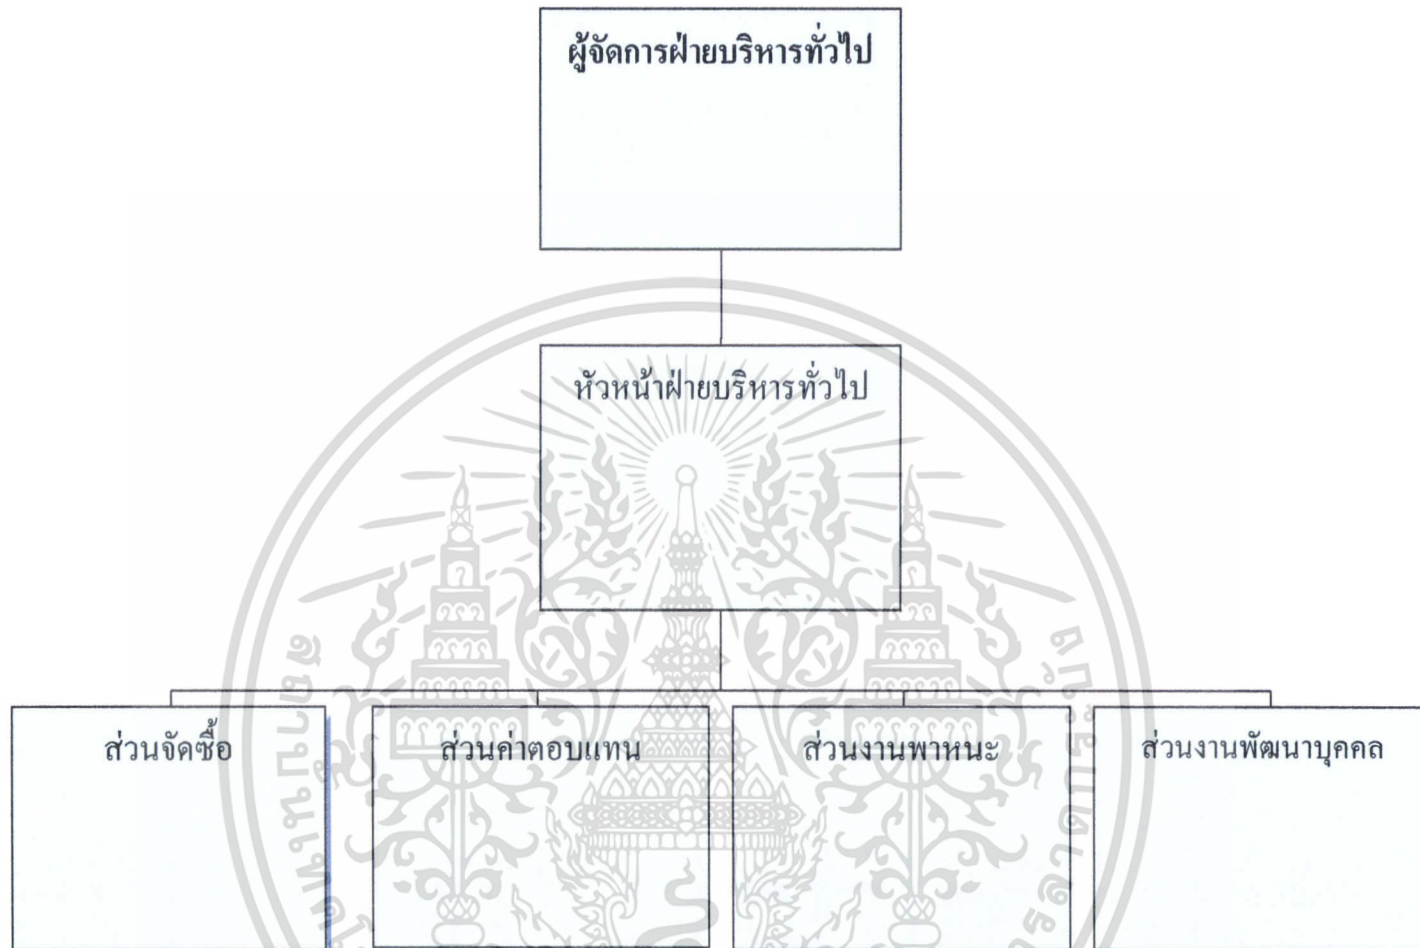 ผู้จัดการฝ่ายบริหารทั่วไป
หัวหน้าฝ่ายบริหารทั่วไป
ส่วนจัดซื้อ
ส่วนค่าตอบแทน
ส่วนงานพาหนะ
ส่วนงานพัฒนาบุคคล